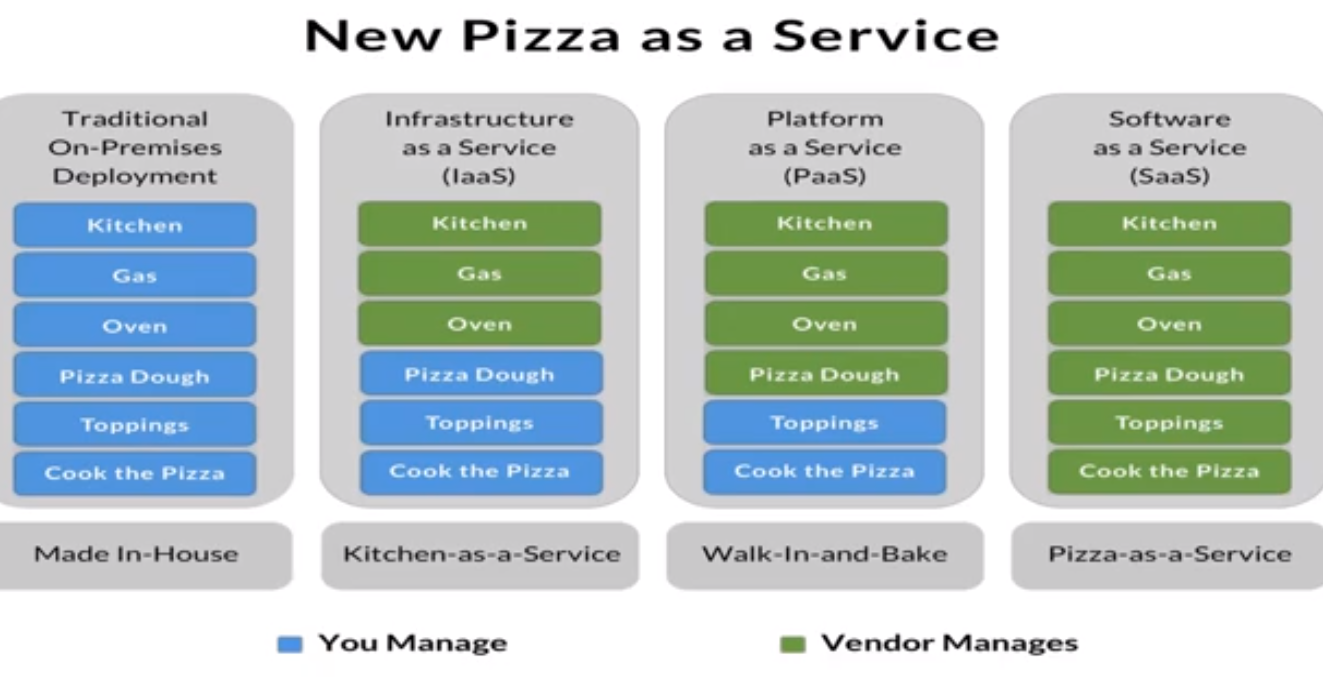 New Pizza as a Service
Traditional
On-Premises
Deployment
Kitchen
Gas
Oven
Pizza Dough
Toppings
Cook the Pizza
Made In-House
Infrastructure
as a Service
(IaaS)
Kitchen
Gas
Oven
Pizza Dough
Toppings
Cook the Pizza
Kitchen-as-a-Service
Platform
as a Service
(PaaS)
Kitchen
Gas
Oven
Pizza Dough
Toppings
Cook the Pizza
Walk-In-and-Bake
Software
as a Service
(SaaS)
Kitchen
Gas
Oven
Pizza Dough
Toppings
Cook the Pizza
Pizza-as-a-Service
You Manage
Vendor Manages